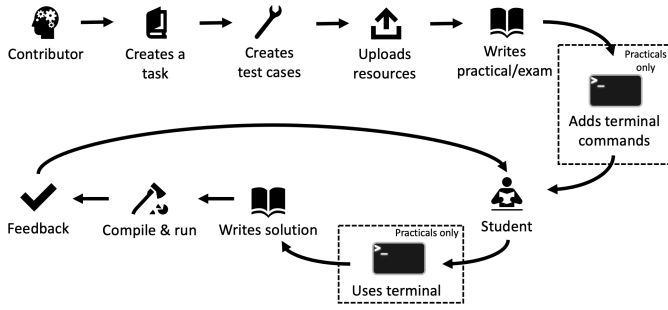 Contributor
Creates a
task
Creates
test cases
Uploads
resources
Writes
practical/exam
Practicals
only
>_
Adds terminal
commands
Feedback
Compile & run
Writes solution
Practicals only
>_
Uses terminal
Student